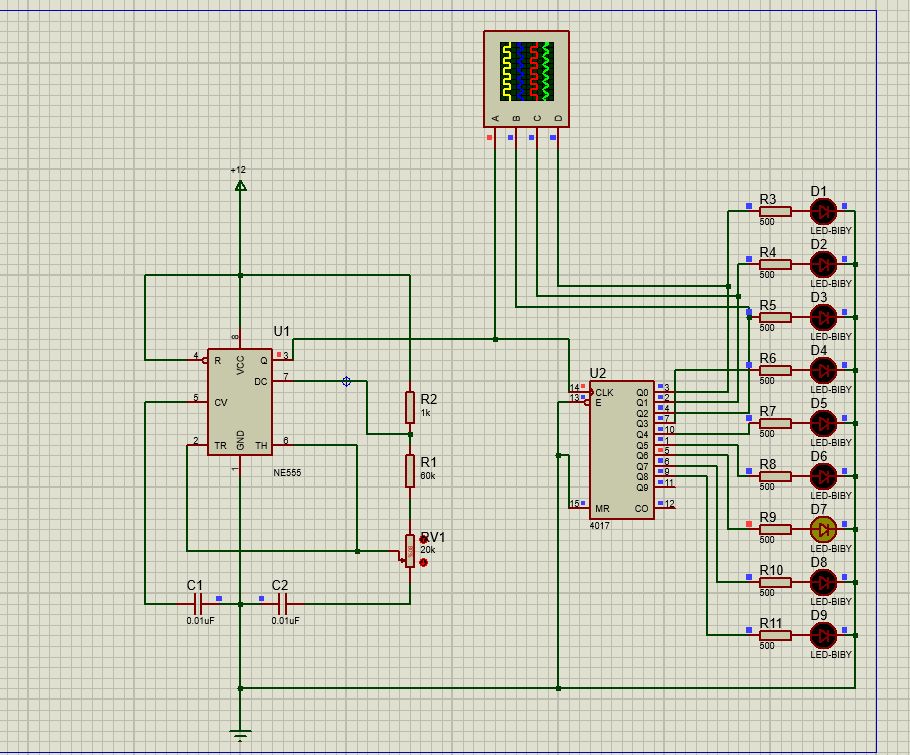 A B C D
+12
U1
4 R
VCC 8
Q 3
DC 7
5 CV
2 TR
GND 1
TH 6
NE555
R2
1k
R1
60k
RV1
20k
C1
0.01uF
C2
0.01uF
U2
14 CLK
13 E
15 MR
Q0 3
Q1 2
Q2 4
Q3 7
Q4 10
Q5 1
Q6 5
Q7 6
Q8 9
Q9 11
CO 12
4017
R3
500
D1
LED-BIBY
R4
500
D2
LED-BIBY
R5
500
D3
LED-BIBY
R6
500
D4
LED-BIBY
R7
500
D5
LED-BIBY
R8
500
D6
LED-BIBY
R9
500
D7
LED-BIBY
R10
500
D8
LED-BIBY
R11
500
D9
LED-BIBY